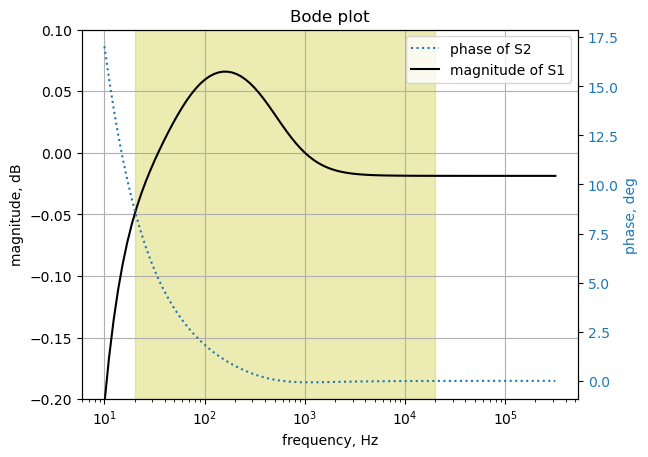 Bode plot
phase of S2
magnitude of S1
magnitude, dB
0.10
0.05
0.00
−0.05
−0.10
−0.15
−0.20
17.5
15.0
12.5
10.0
7.5
5.0
2.5
0.0
phase, deg
10¹ 10² 10³ 10⁴ 10⁵
frequency, Hz